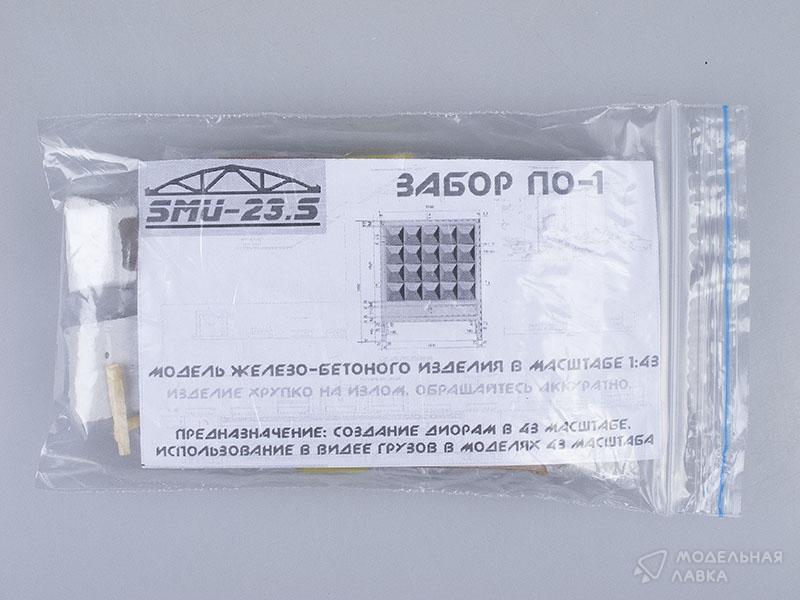 SMU-23.S
ЗАБОР ПО-1
МОДЕЛЬ ЖЕЛЕЗО-БЕТОНОГО ИЗДЕЛИЯ В МАСШТАБЕ 1:43
ИЗДЕЛИЕ ХРУПКО НА ИЗЛОМ. ОБРАЩАЙТЕСЬ АККУРАТНО.
ПРЕДНАЗНАЧЕНИЕ: СОЗДАНИЕ ДИОРАМ В 43 МАСШТАБЕ.
ИСПОЛЬЗОВАНИЕ В ВИДЕЕ ГРУЗОВ В МОДЕЛЯХ 43 МАСШТАБА
МОДЕЛЬНАЯ
ЛАВКА